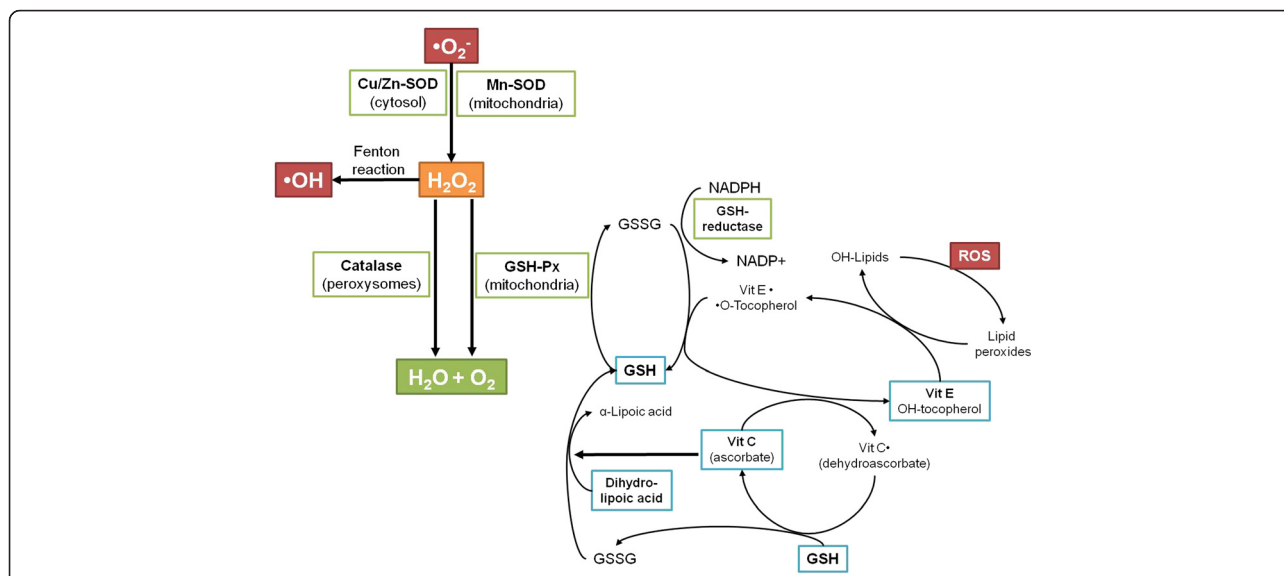 •O₂⁻
Cu/Zn-SOD
(cytosol)
Mn-SOD
(mitochondria)
Fenton
reaction
•OH
H₂O₂
NADPH
GSH-
reductase
GSSG
NADP+
OH-Lipids
ROS
Catalase
(peroxysomes)
GSH-Px
(mitochondria)
Vit E •
•O-Tocopherol
Lipid
peroxides
H₂O + O₂
GSH
Vit E
OH-tocopherol
α-Lipoic acid
Vit C
(ascorbate)
Vit C•
(dehydroascorbate)
Dihydro-
lipoic acid
GSSG
GSH